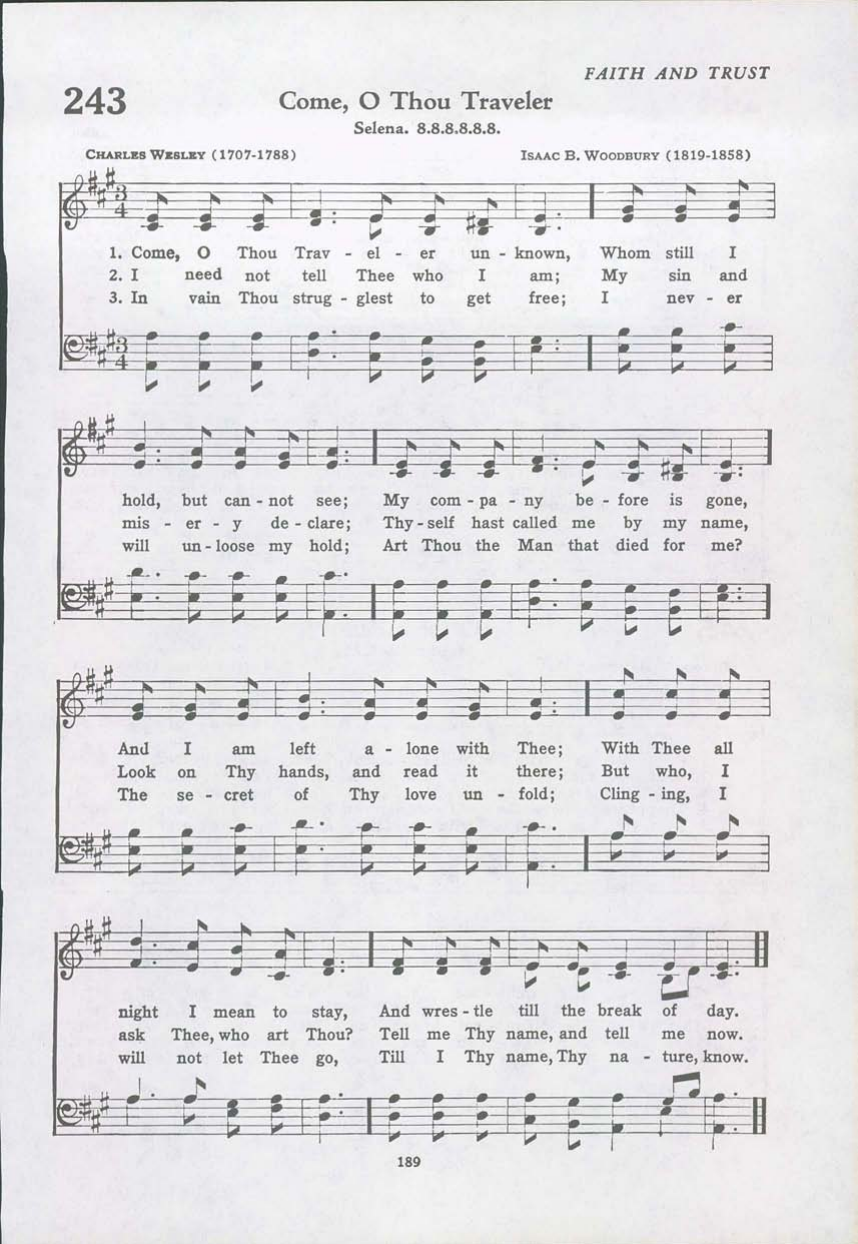 FAITH AND TRUST
243
Come, O Thou Traveler
Selena. 8.8.8.8.8.8.
CHARLES WESLEY (1707-1788) ISAAC B. WOODBURY (1819-1858)
3 4
1. Come, O Thou Trav - el - er un - known, Whom still I
2. I need not tell Thee who I am; My sin and
3. In vain Thou strug - glest to get free; I nev - er
3 4
hold, but can - not see; My com - pa - ny be - fore is gone,
mis - er - y de - clare; Thy - self hast called me by my name,
will un - loose my hold; Art Thou the Man that died for me?
And I am left a - lone with Thee; With Thee all
Look on Thy hands, and read it there; But who, I
The se - cret of Thy love un - fold; Cling - ing, I
night I mean to stay, And wres - tle till the break of day.
ask Thee, who art Thou? Tell me Thy name, and tell me now.
will not let Thee go, Till I Thy name, Thy na - ture, know.
189